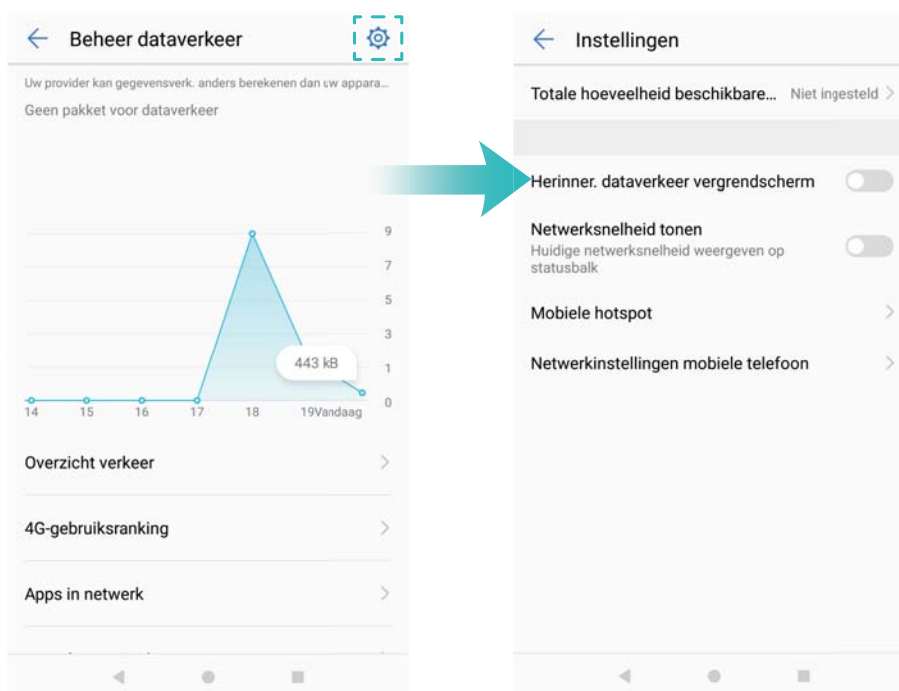 Beheer dataverkeer
Uw provider kan gegevensverk. anders berekenen dan uw appara...
Geen pakket voor dataverkeer
9
7
5
3
443 kB
1
0
14 15 16 17 18 19Vandaag
Overzicht verkeer
4G-gebruiksranking
Apps in netwerk
Instellingen
Totale hoeveelheid beschikbare... Niet ingesteld
Herinner. dataverkeer vergrendscherm
Netwerksnelheid tonen
Huidige netwerksnelheid weergeven op
statusbalk
Mobiele hotspot
Netwerkinstellingen mobiele telefoon